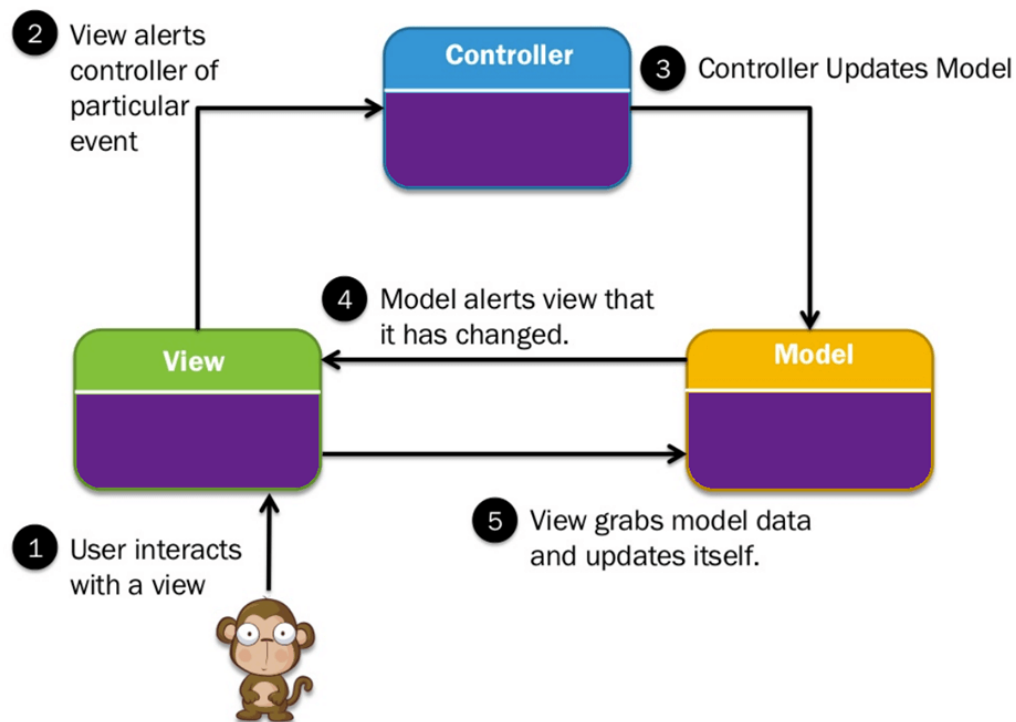 2 View alerts
controller of
particular
event
Controller
3 Controller Updates Model
4 Model alerts view that
it has changed.
View
Model
5 View grabs model data
and updates itself.
1 User interacts
with a view